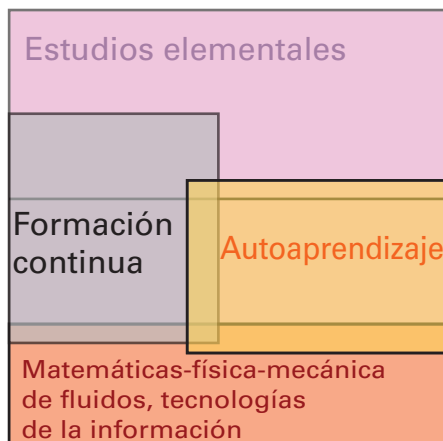 Estudios elementales
Formación
continua
Autoaprendizaje
Matemáticas-física-mecánica
de fluidos, tecnologías
de la información